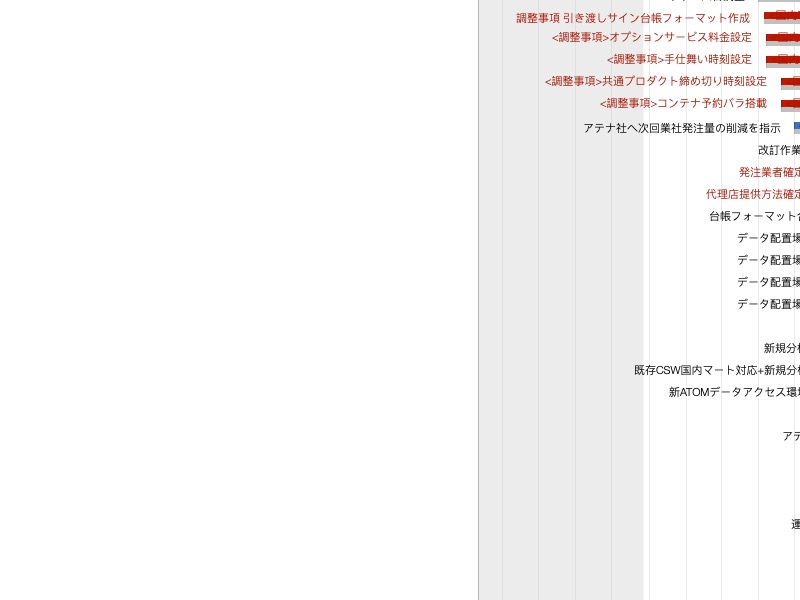 調整事項 引き渡しサイン台帳フォーマット作成
<調整事項>オプションサービス料金設定
<調整事項>手仕舞い時刻設定
<調整事項>共通プロダクト締め切り時刻設定
<調整事項>コンテナ予約バラ搭載
アテナ社へ次回業社発注量の削減を指示
改訂作業
発注業者確定
代理店提供方法確定
台帳フォーマット
データ配置場
データ配置場
データ配置場
データ配置場
新規分析
既存CSW国内マート対応+新規分析
新ATOMデータアクセス環境
アテ
運